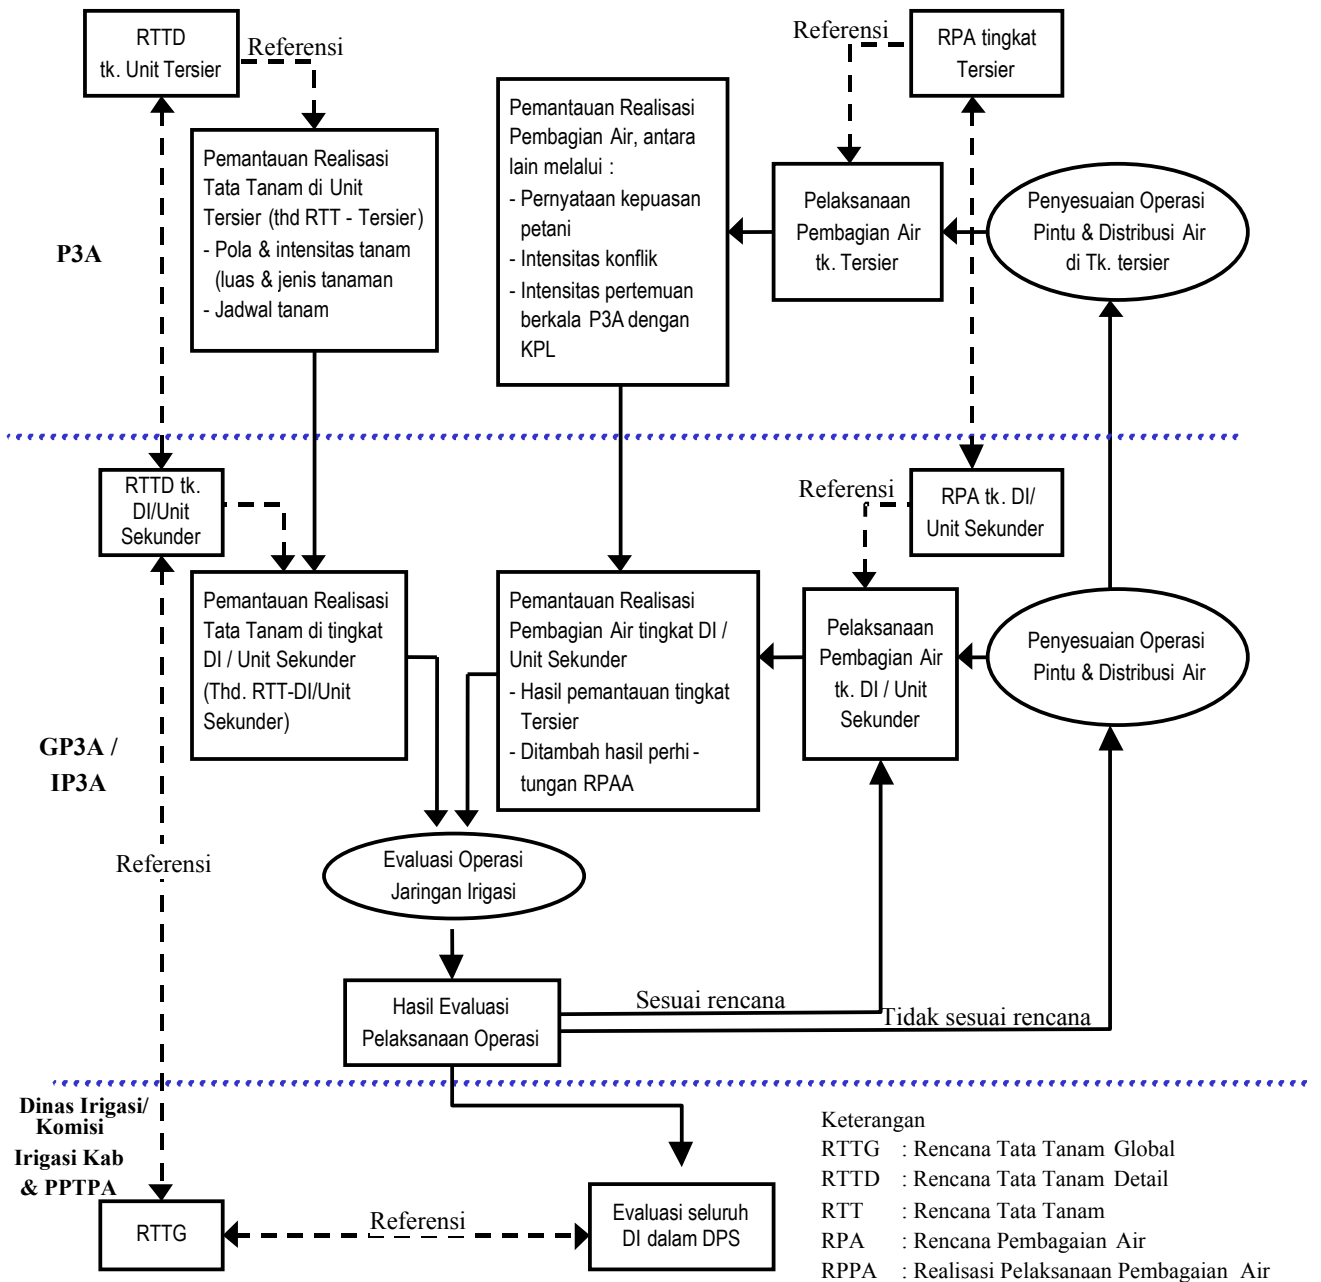 RTTD
tk. Unit Tersier
Referensi
Referensi
RPA tingkat
Tersier
Pemantauan Realisasi
Tata Tanam di Unit
Tersier (thd RTT - Tersier)
- Pola & intensitas tanam
(luas & jenis tanaman
- Jadwal tanam
Pemantauan Realisasi
Pembagian Air, antara
lain melalui :
- Pernyataan kepuasan
petani
- Intensitas konflik
- Intensitas pertemuan
berkala P3A dengan
KPL
Pelaksanaan
Pembagian Air
tk. Tersier
Penyesuaian Operasi
Pintu & Distribusi Air
di Tk. tersier
P3A
RTTD tk.
DI/Unit
Sekunder
Referensi
RPA tk. DI/
Unit Sekunder
Pemantauan Realisasi
Tata Tanam di tingkat
DI / Unit Sekunder
(Thd. RTT-DI/Unit
Sekunder)
Pemantauan Realisasi
Pembagian Air tingkat DI /
Unit Sekunder
- Hasil pemantauan tingkat
Tersier
- Ditambah hasil perhi-
tungan RPAA
Pelaksanaan
Pembagian Air
tk. DI / Unit
Sekunder
Penyesuaian Operasi
Pintu & Distribusi Air
GP3A /
IP3A
Referensi
Evaluasi Operasi
Jaringan Irigasi
Hasil Evaluasi
Pelaksanaan Operasi
Sesuai rencana
Tidak sesuai rencana
Dinas Irigasi/
Komisi
Irigasi Kab
& PPTPA
RTTG
Referensi
Evaluasi seluruh
DI dalam DPS
Keterangan
RTTG : Rencana Tata Tanam Global
RTTD : Rencana Tata Tanam Detail
RTT : Rencana Tata Tanam
RPA : Rencana Pembagaian Air
RPPA : Realisasi Pelaksanaan Pembagaian Air